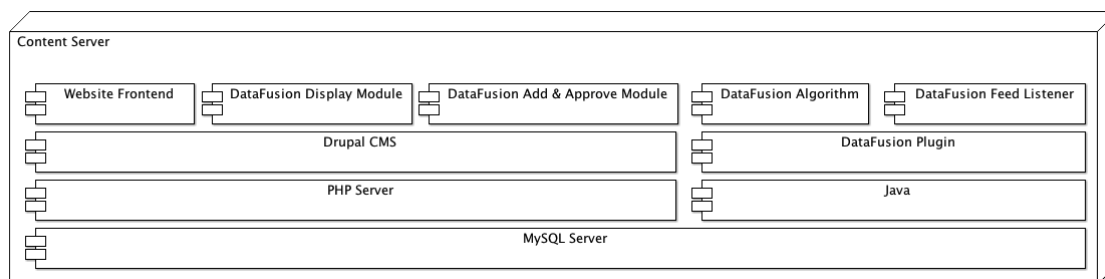 Content Server
Website Frontend
DataFusion Display Module
DataFusion Add & Approve Module
DataFusion Algorithm
DataFusion Feed Listener
Drupal CMS
DataFusion Plugin
PHP Server
Java
MySQL Server